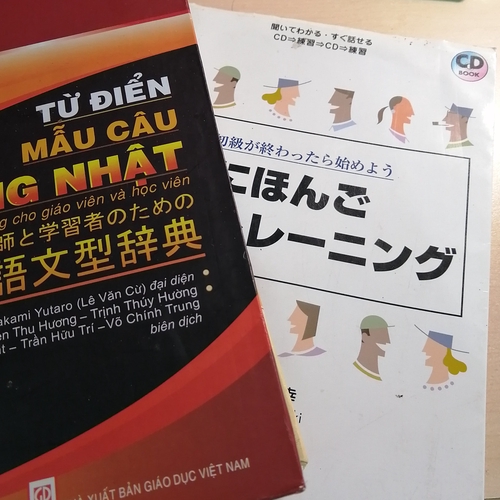 TỪ ĐIỂN
MẪU CÂU
NG NHẬT
cho giáo viên và học viên
師と学習者のための
語文型辞典
Yutaro (Lê Văn Cừ) đại diện
Thu Hương – Trịnh Thúy Hường
– Trần Hữu Trí –Võ Chính Trung
biên dịch
XUẤT BẢN GIÁO DỤC VIỆT NAM
聞いてわかる・すぐ話せる
CD⇒練習⇒CD⇒練習
CD
BOOK
初級が終わったら始めよう
にほんご
レーニング